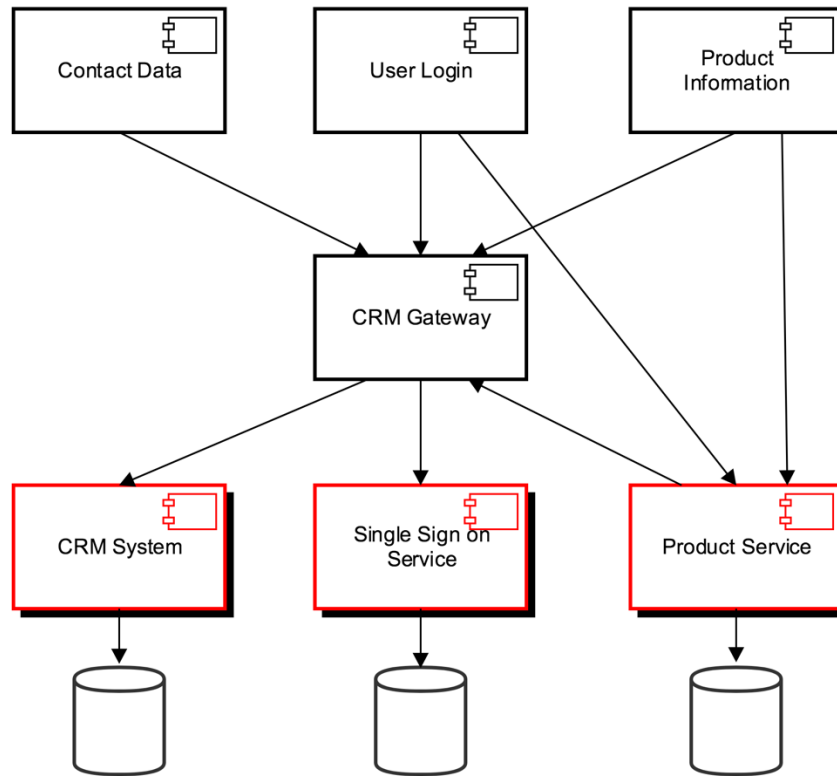 Contact Data
User Login
Product
Information
CRM Gateway
CRM System
Single Sign on
Service
Product Service